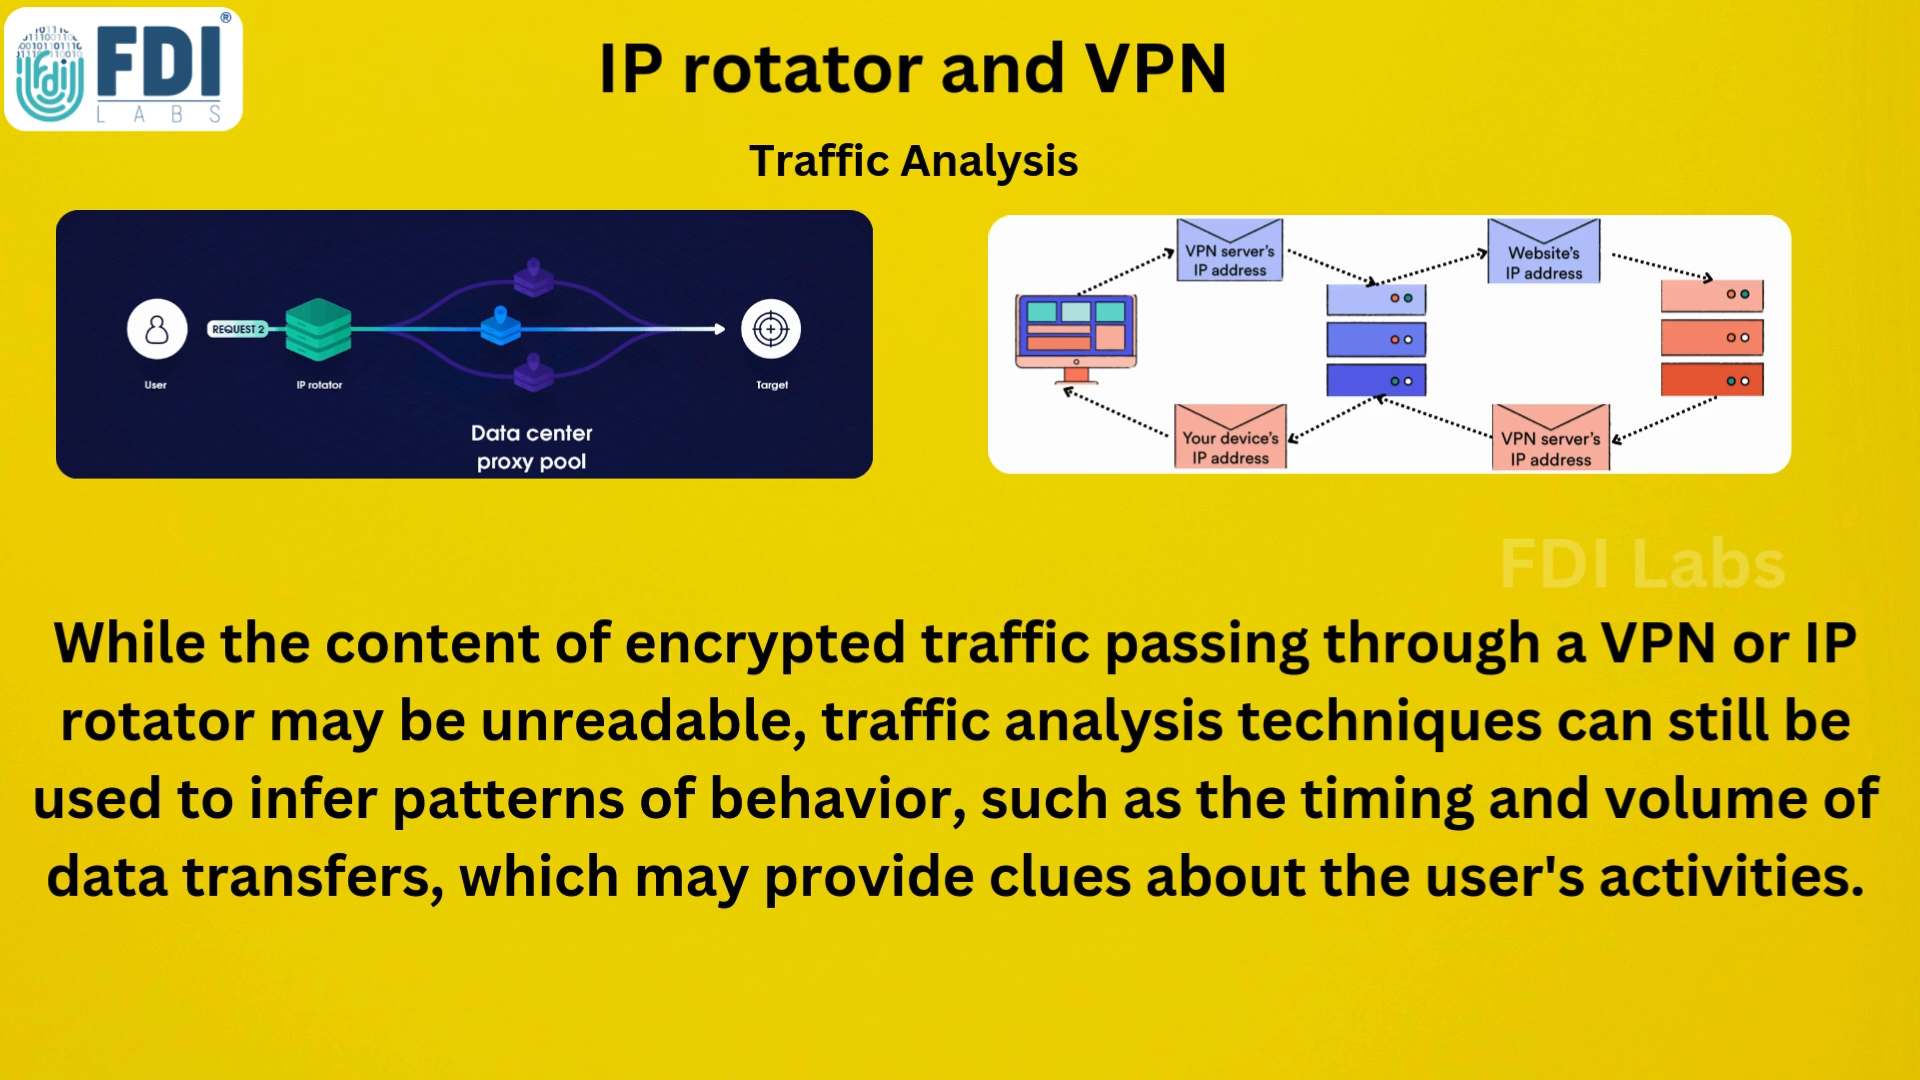 FDI®
LABS
IP rotator and VPN
Traffic Analysis
User
REQUEST 2
IP rotator
Data center
proxy pool
Target
VPN server's
IP address
Website's
IP address
Your device's
IP address
VPN server's
IP address
FDI Labs
While the content of encrypted traffic passing through a VPN or IP
rotator may be unreadable, traffic analysis techniques can still be
used to infer patterns of behavior, such as the timing and volume of
data transfers, which may provide clues about the user's activities.